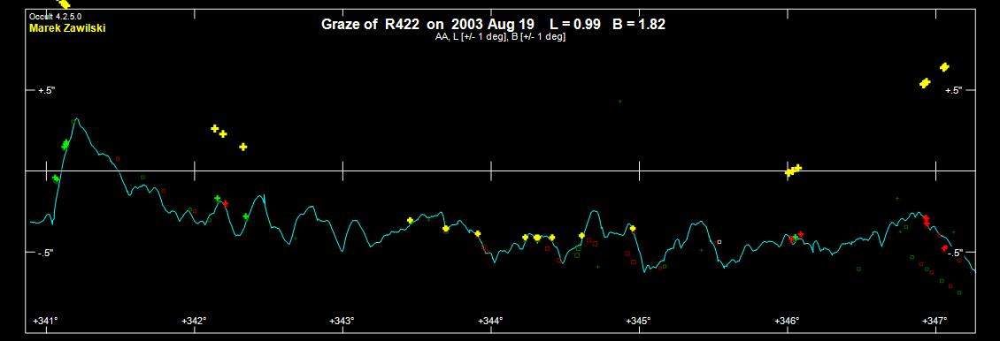 Occult 4.2.5.0
Graze of R422 on 2003 Aug 19 L = 0.99 B = 1.82
Marek Zawilski
AA, L [+/- 1 deg], B [+/- 1 deg]
+.5" +.5"
-.5" -.5"
+341° +342° +343° +344° +345° +346° +347°